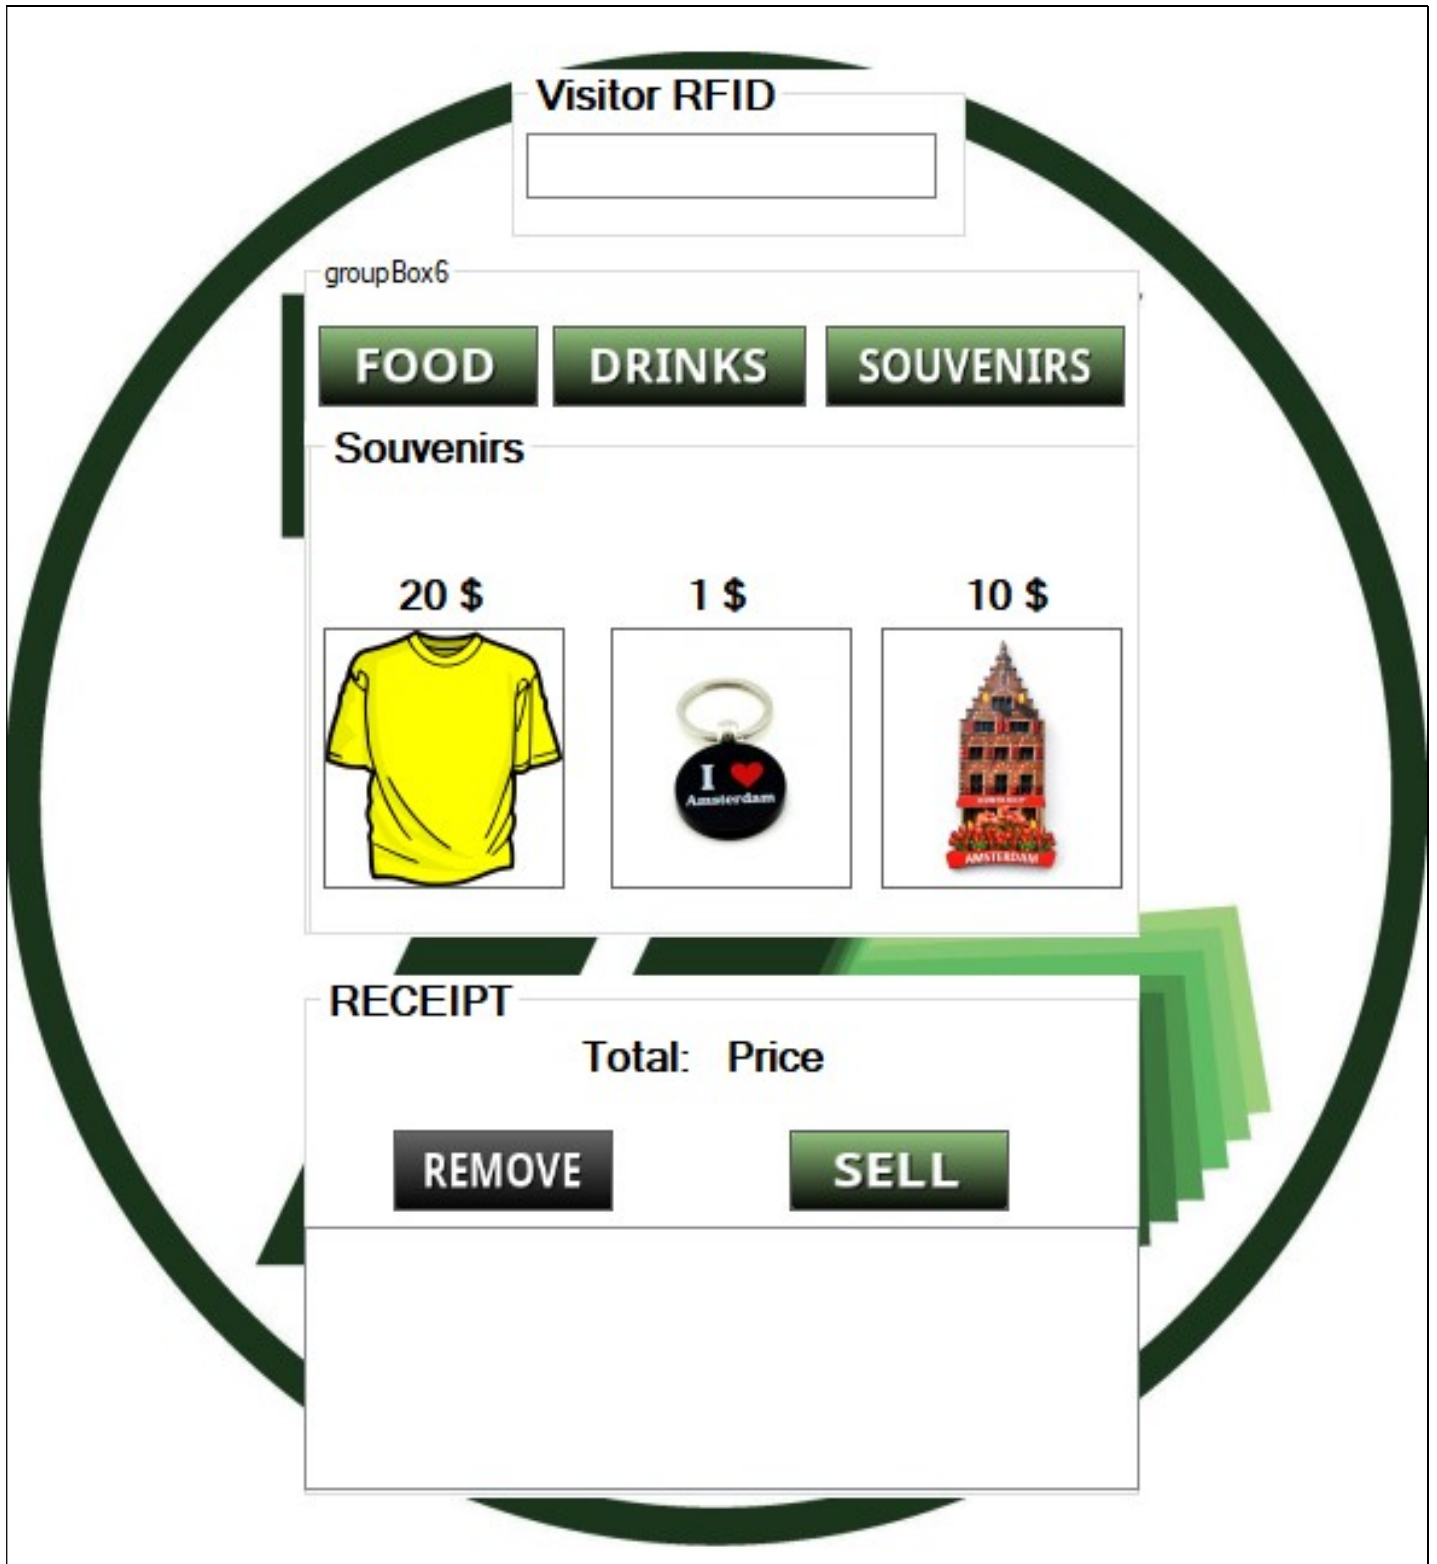 Visitor RFID
groupBox6
FOOD DRINKS SOUVENIRS
Souvenirs
20 $ 1 $ 10 $
I ❤
Amsterdam
AMSTERDAM
RECEIPT
Total: Price
REMOVE SELL